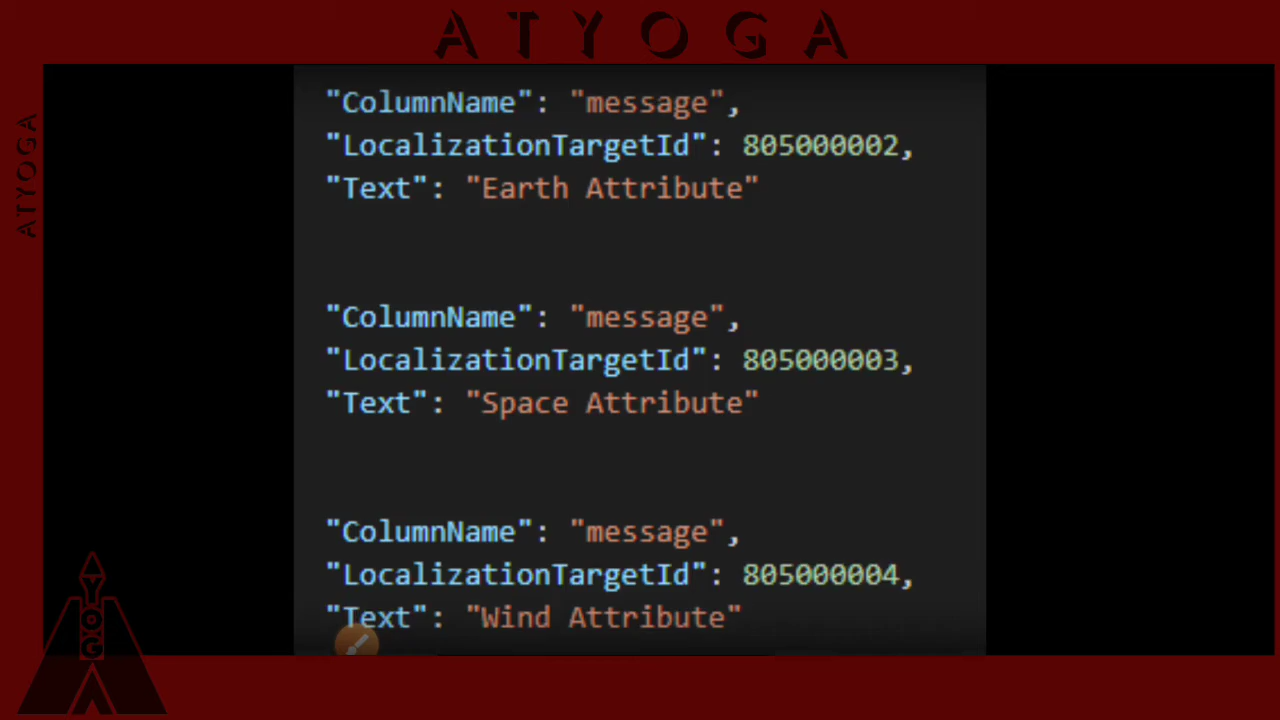 ATYOGA
ATYOGA
"ColumnName": "message",
"LocalizationTargetId": 805000002,
"Text": "Earth Attribute"
"ColumnName": "message",
"LocalizationTargetId": 805000003,
"Text": "Space Attribute"
"ColumnName": "message",
"LocalizationTargetId": 805000004,
"Text": "Wind Attribute"
YOG